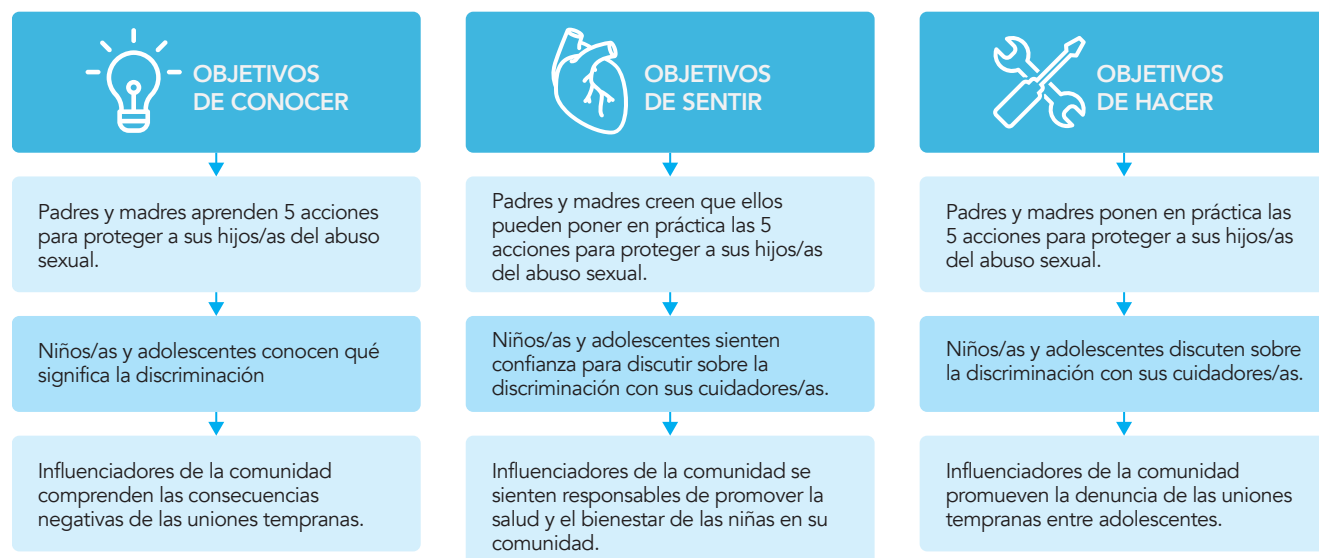 OBJETIVOS
DE CONOCER
Padres y madres aprenden 5 acciones
para proteger a sus hijos/as del abuso
sexual.
Niños/as y adolescentes conocen qué
significa la discriminación
Influenciadores de la comunidad
comprenden las consecuencias
negativas de las uniones tempranas.
OBJETIVOS
DE SENTIR
Padres y madres creen que ellos
pueden poner en práctica las 5
acciones para proteger a sus hijos/as
del abuso sexual.
Niños/as y adolescentes sienten
confianza para discutir sobre la
discriminación con sus cuidadores/as.
Influenciadores de la comunidad se
sienten responsables de promover la
salud y el bienestar de las niñas en su
comunidad.
OBJETIVOS
DE HACER
Padres y madres ponen en práctica las
5 acciones para proteger a sus hijos/as
del abuso sexual.
Niños/as y adolescentes discuten sobre
la discriminación con sus cuidadores/as.
Influenciadores de la comunidad
promueven la denuncia de las uniones
tempranas entre adolescentes.